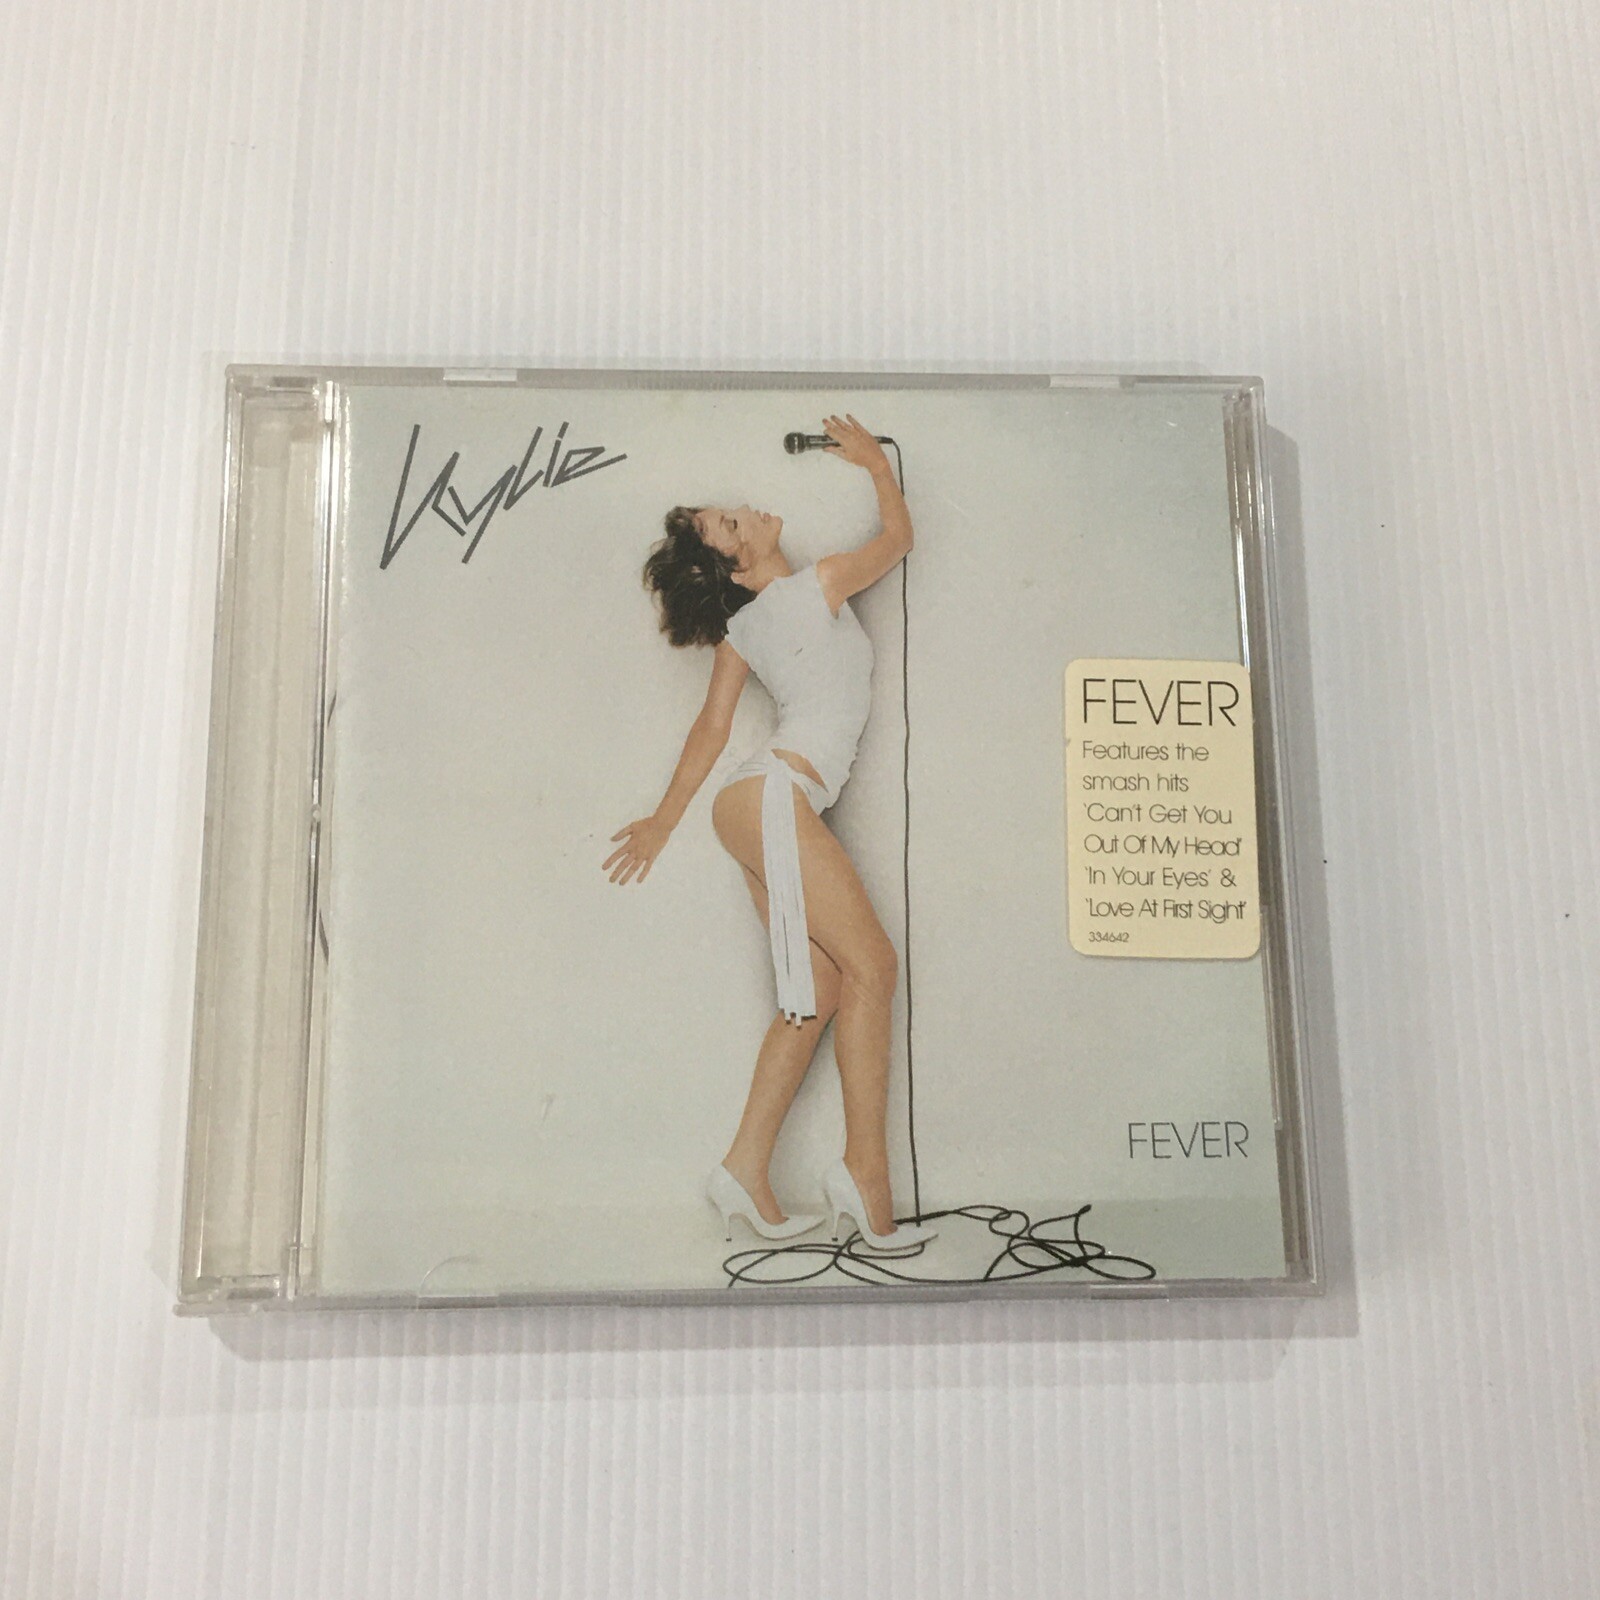 Kylie
FEVER
Features the
smash hits
'Can't Get You
Out Of My Head'
'In Your Eyes' &
'Love At First Sight'
334642
FEVER